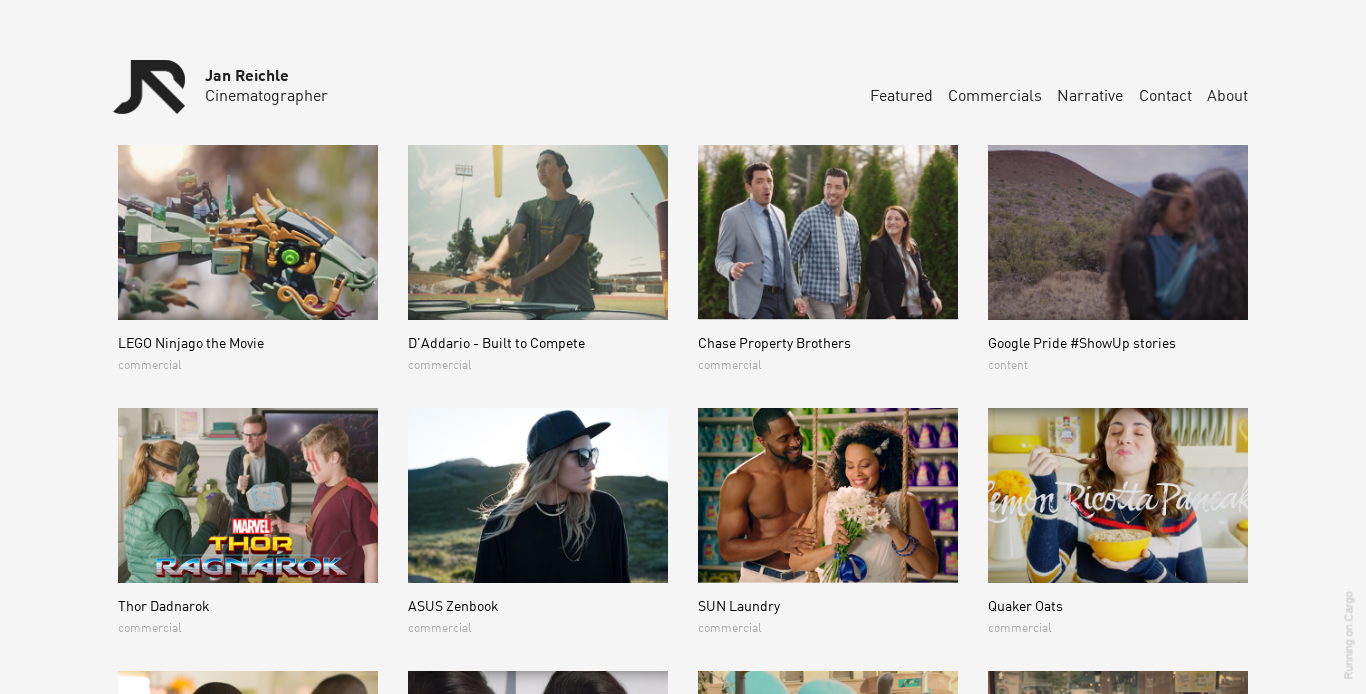 Jan Reichle
Cinematographer
Featured Commercials Narrative Contact About
LEGO Ninjago the Movie
commercial
D'Addario - Built to Compete
commercial
Chase Property Brothers
commercial
Google Pride #ShowUp stories
content
MARVEL
THOR
RAGNAROK
Lemon Ricotta Pancak
Thor Dadnarok
commercial
ASUS Zenbook
commercial
SUN Laundry
commercial
Quaker Oats
commercial
Running on Cargo